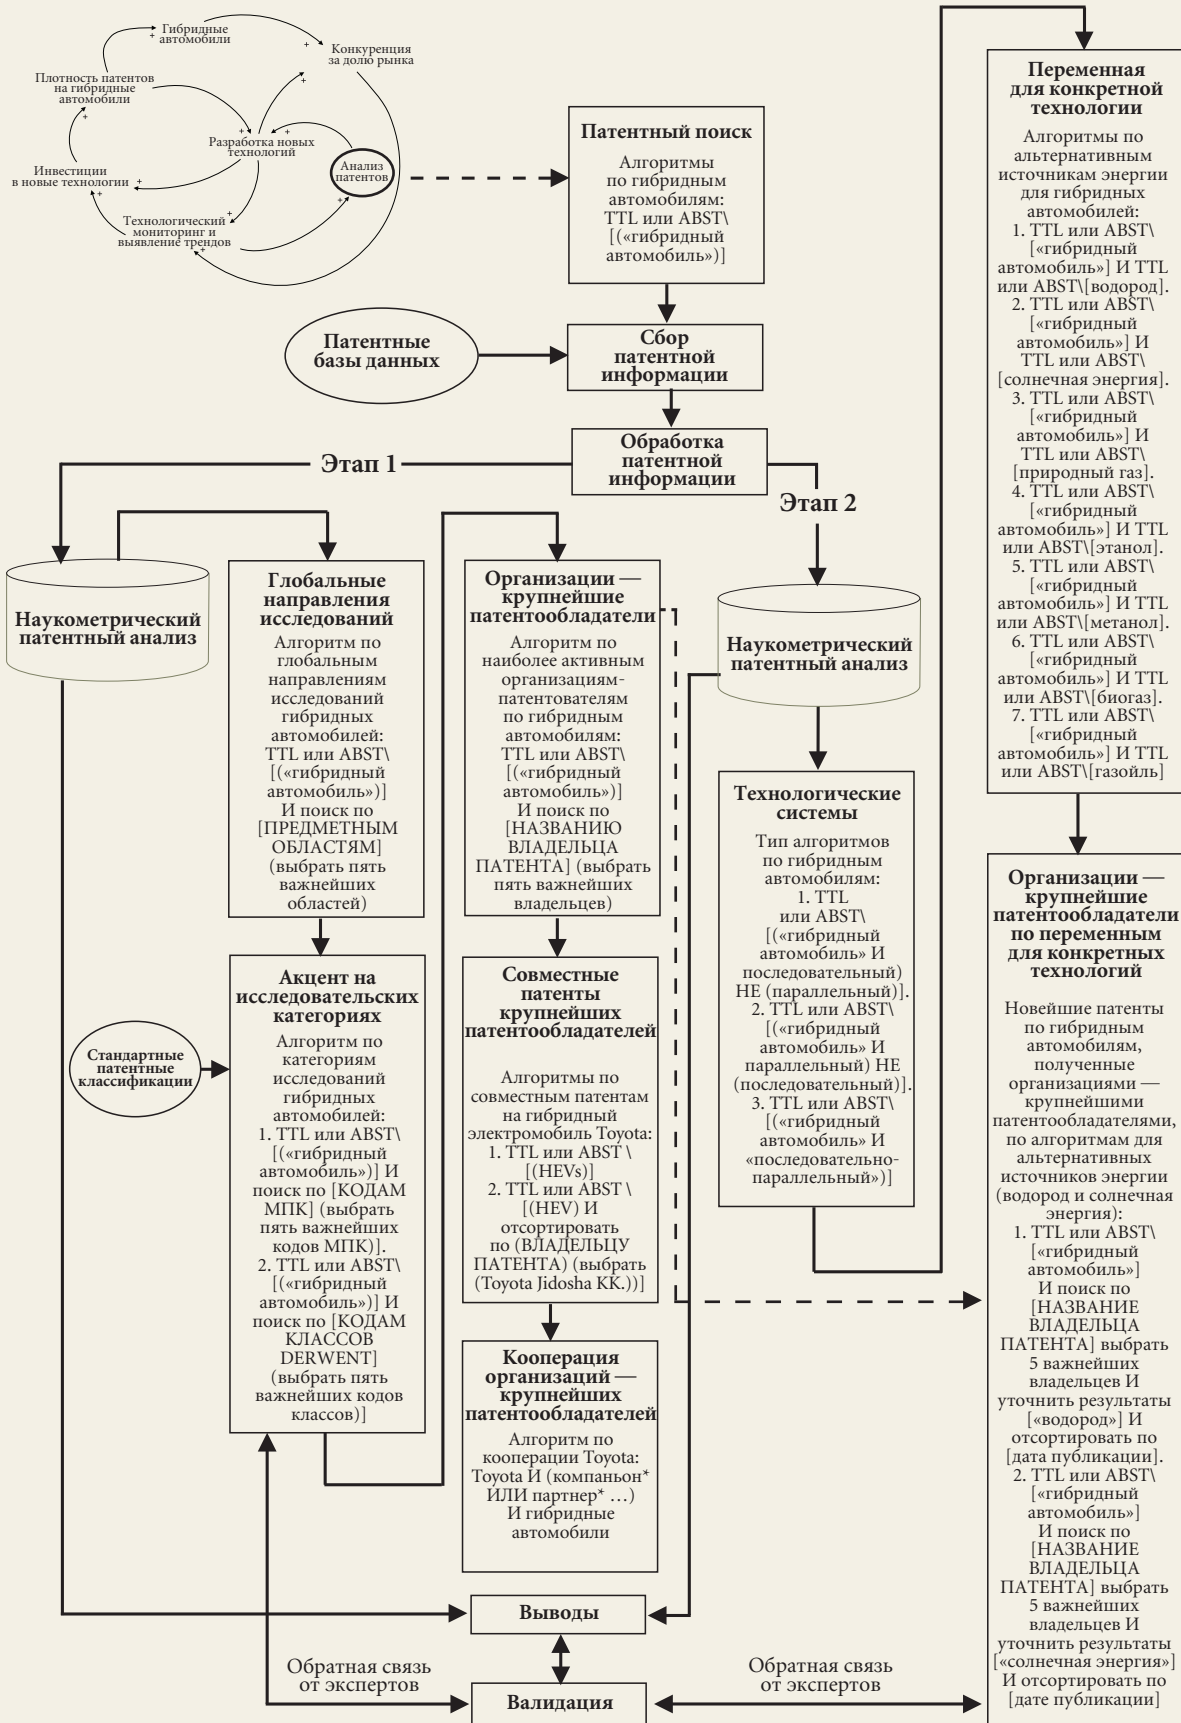 Гибридные
автомобили
Конкуренция
за долю рынка
Плотность патентов
на гибридные
автомобили
Разработка новых
технологий
Анализ
патентов
Инвестиции
в новые технологии
Технологический
мониторинг и
выявление трендов
+
+
+
+
+
+
+
+
+
+
+
Патентный поиск
Алгоритмы
по гибридным
автомобилям:
TTL или ABST\
[(«гибридный
автомобиль»)]
Патентные
базы данных
Сбор
патентной
информации
Обработка
патентной
информации
Этап 1
Этап 2
Наукометрический
патентный анализ
Глобальные
направления
исследований
Алгоритм по
глобальным
направлениям
исследований
гибридных
автомобилей:
TTL или ABST\
[(«гибридный
автомобиль»)]
И поиск по
[ПРЕДМЕТНЫМ
ОБЛАСТЯМ]
(выбрать пять
важнейших
областей)
Стандартные
патентные
классификации
Акцент на
исследовательских
категориях
Алгоритм по
категориям
исследований
гибридных
автомобилей:
1. TTL или ABST\
[(«гибридный
автомобиль»)] И
поиск по [КОДАМ
МПК] (выбрать
пять важнейших
кодов МПК)].
2. TTL или ABST\
[(«гибридный
автомобиль»)] И
поиск по [КОДАМ
КЛАССОВ
DERWENT]
(выбрать пять
важнейших кодов
классов)]
Организации —
крупнейшие
патентообладатели
Алгоритм по
наиболее активным
организациям-
патентователям
по гибридным
автомобилям:
TTL или ABST\
[(«гибридный
автомобиль»)]
И поиск по
[НАЗВАНИЮ
ВЛАДЕЛЬЦА
ПАТЕНТА] (выбрать
пять важнейших
владельцев)
Совместные
патенты
крупнейших
патентообладателей
Алгоритмы по
совместным патентам
на гибридный
электромобиль Toyota:
1. TTL или ABST \
[(HEVs)]
2. TTL или ABST \
[(HEV) И
отсортировать
по (ВЛАДЕЛЬЦУ
ПАТЕНТА) (выбрать
(Toyota Jidosha KK.))]
Кооперация
организаций —
крупнейших
патентообладателей
Алгоритм по
кооперации Toyota:
Toyota И (компаньон*
ИЛИ партнер* …)
И гибридные
автомобили
Наукометрический
патентный анализ
Технологические
системы
Тип алгоритмов
по гибридным
автомобилям:
1. TTL
или ABST\
[(«гибридный
автомобиль» И
последовательный)
НЕ (параллельный)].
2. TTL или ABST\
[(«гибридный
автомобиль» И
параллельный) НЕ
(последовательный)].
3. TTL или ABST\
[(«гибридный
автомобиль» И
«последовательно-
параллельный»)]
Переменная
для конкретной
технологии
Алгоритмы по
альтернативным
источникам энергии
для гибридных
автомобилей:
1. TTL или ABST\
[«гибридный
автомобиль»] И TTL
или ABST\[водород].
2. TTL или ABST\
[«гибридный
автомобиль»] И
TTL или ABST\
[солнечная энергия].
3. TTL или ABST\
[«гибридный
автомобиль»] И
TTL или ABST\
[природный газ].
4. TTL или ABST\
[«гибридный
автомобиль»] И TTL
или ABST\[этанол].
5. TTL или ABST\
[«гибридный
автомобиль»] И TTL
или ABST\[метанол].
6. TTL или ABST\
[«гибридный
автомобиль»] И TTL
или ABST\[биогаз].
7. TTL или ABST\
[«гибридный
автомобиль»] И TTL
или ABST\[газойль]
Организации —
крупнейшие
патентообладатели
по переменным
для конкретных
технологий
Новейшие патенты
по гибридным
автомобилям,
полученные
организациями —
крупнейшими
патентообладателями,
по алгоритмам для
альтернативных
источников энергии
(водород и солнечная
энергия):
1. TTL или ABST\
[«гибридный
автомобиль»]
И поиск по
[НАЗВАНИЕ
ВЛАДЕЛЬЦА
ПАТЕНТА] выбрать
5 важнейших
владельцев И
уточнить результаты
[«водород»] И
отсортировать по
[дата публикации].
2. TTL или ABST\
[«гибридный
автомобиль»]
И поиск по
[НАЗВАНИЕ
ВЛАДЕЛЬЦА
ПАТЕНТА] выбрать
5 важнейших
владельцев И
уточнить результаты
[«солнечная энергия»]
И отсортировать по
[дате публикации]
Выводы
Обратная связь
от экспертов
Валидация
Обратная связь
от экспертов